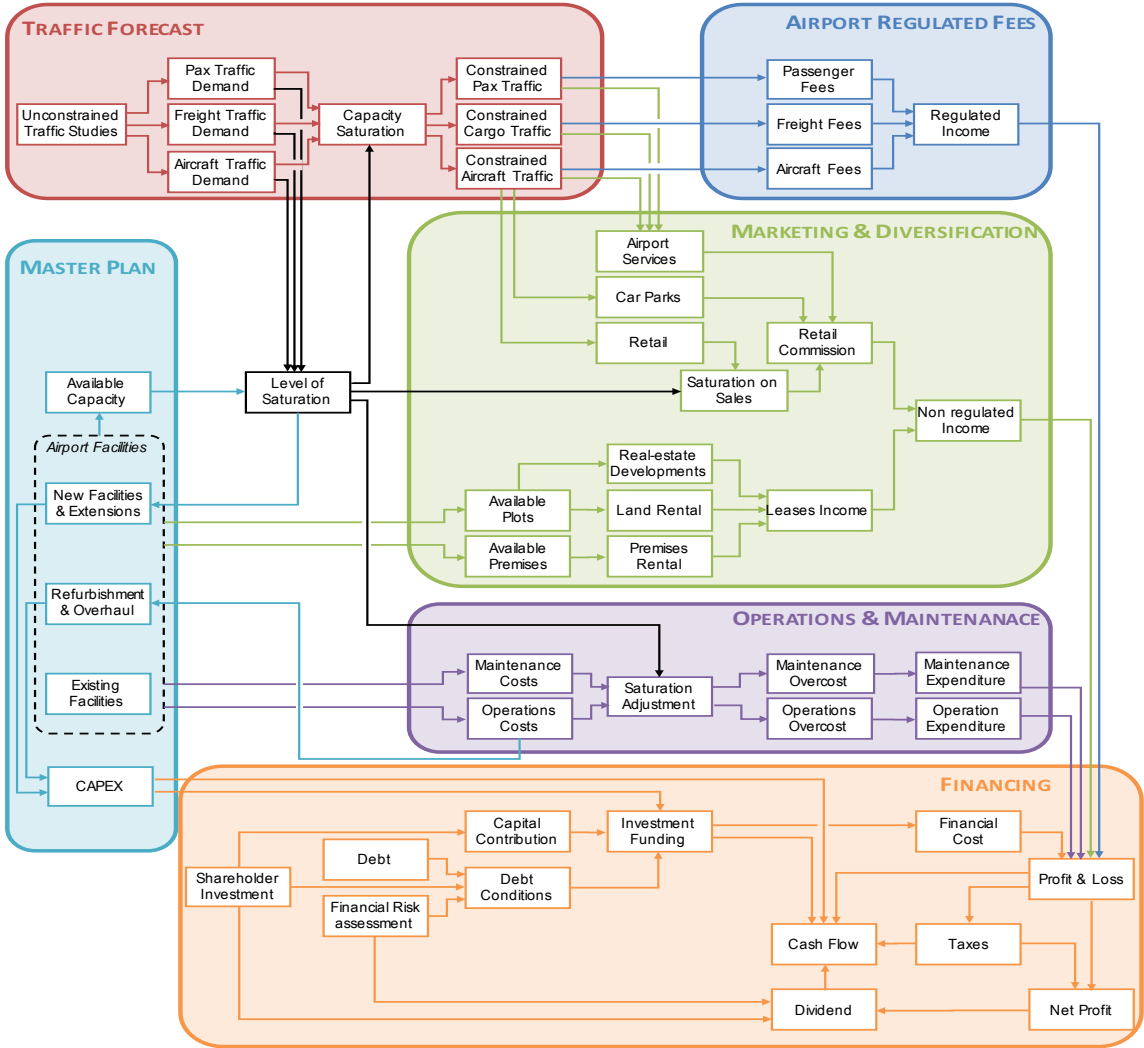 TRAFFIC FORECAST
Unconstrained
Traffic Studies
Pax Traffic
Demand
Freight Traffic
Demand
Aircraft Traffic
Demand
Capacity
Saturation
Constrained
Pax Traffic
Constrained
Cargo Traffic
Constrained
Aircraft Traffic
AIRPORT REGULATED FEES
Passenger
Fees
Freight Fees
Aircraft Fees
Regulated
Income
MASTER PLAN
Available
Capacity
Airport Facilities
New Facilities
& Extensions
Refurbishment
& Overhaul
Existing
Facilities
CAPEX
Level of
Saturation
MARKETING & DIVERSIFICATION
Airport
Services
Car Parks
Retail
Saturation on
Sales
Retail
Commission
Non regulated
Income
Real-estate
Developments
Available
Plots
Land Rental
Leases Income
Available
Premises
Premises
Rental
OPERATIONS & MAINTENANACE
Maintenance
Costs
Operations
Costs
Saturation
Adjustment
Maintenance
Overcost
Operations
Overcost
Maintenance
Expenditure
Operation
Expenditure
FINANCING
Capital
Contribution
Investment
Funding
Financial
Cost
Debt
Shareholder
Investment
Debt
Conditions
Financial Risk
assessment
Profit & Loss
Cash Flow
Taxes
Dividend
Net Profit